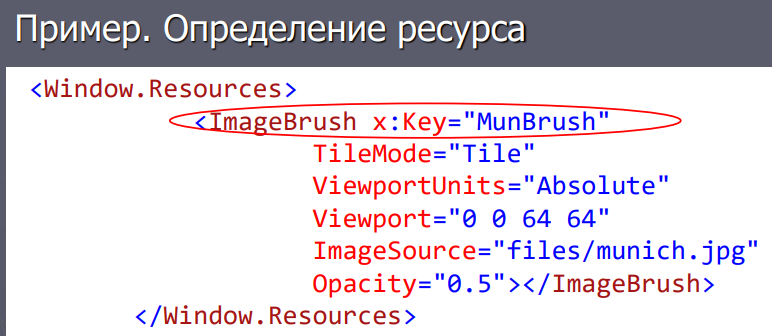 Пример. Определение ресурса
<Window.Resources>
<ImageBrush x:Key="MunBrush"
TileMode="Tile"
ViewportUnits="Absolute"
Viewport="0 0 64 64"
ImageSource="files/munich.jpg"
Opacity="0.5"></ImageBrush>
</Window.Resources>